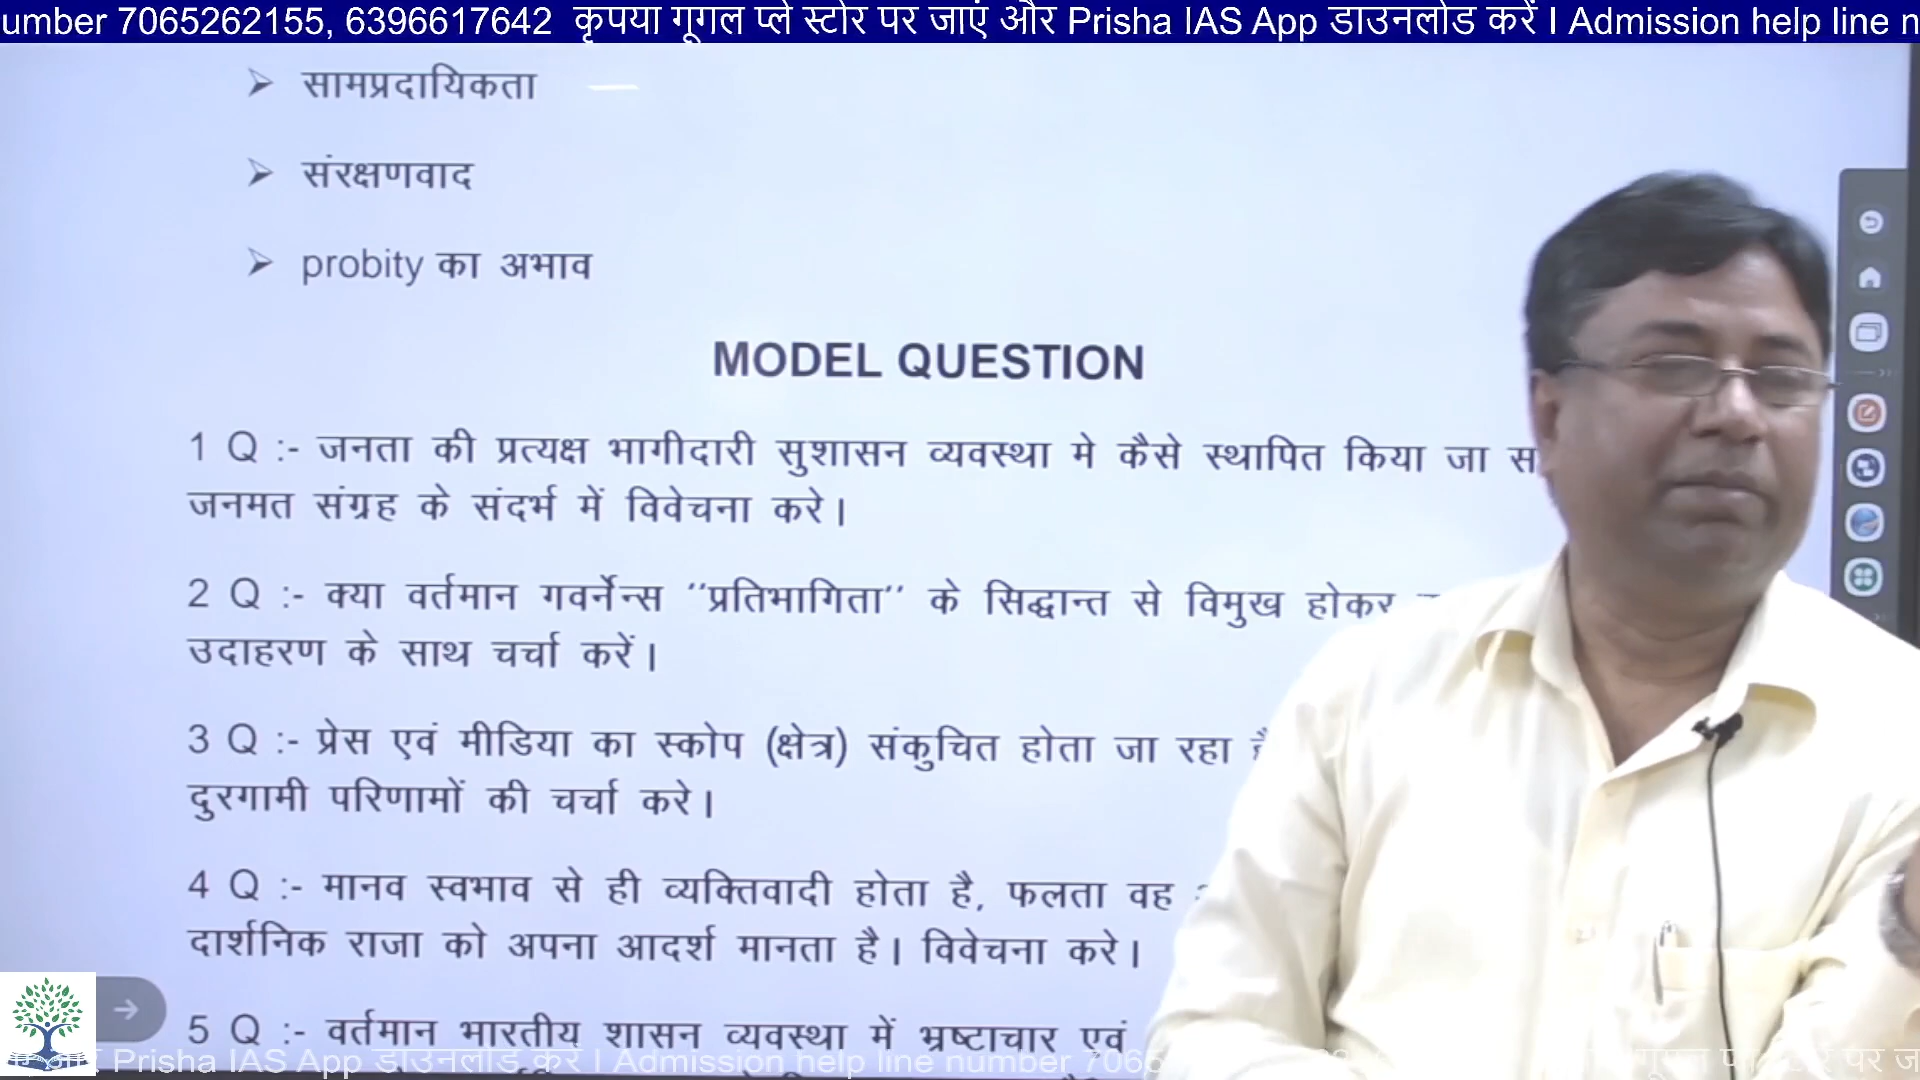 umber 7065262155, 6396617642 कृपया गूगल प्ले स्टोर पर जाएं और Prisha IAS App डाउनलोड करें I Admission help line n
सामप्रदायिकता
संरक्षणवाद
probity का अभाव
MODEL QUESTION
1 Q :- जनता की प्रत्यक्ष भागीदारी सुशासन व्यवस्था मे कैसे स्थापित किया जा
जनमत संग्रह के संदर्भ में विवेचना करे।
2 Q :- क्या वर्तमान गवर्नेन्स "प्रतिभागिता" के सिद्धान्त से विमुख होकर
उदाहरण के साथ चर्चा करें।
3 Q :- प्रेस एवं मीडिया का स्कोप (क्षेत्र) संकुचित होता जा रहा
दुरगामी परिणामों की चर्चा करे।
4 Q :- मानव स्वभाव से ही व्यक्तिवादी होता है, फलता वह
दार्शनिक राजा को अपना आदर्श मानता है। विवेचना करे।
5 Q :- वर्तमान भारतीय शासन व्यवस्था में भ्रष्टाचार एवं
Prisha IAS App डाउनलोड करें I Admission help line number